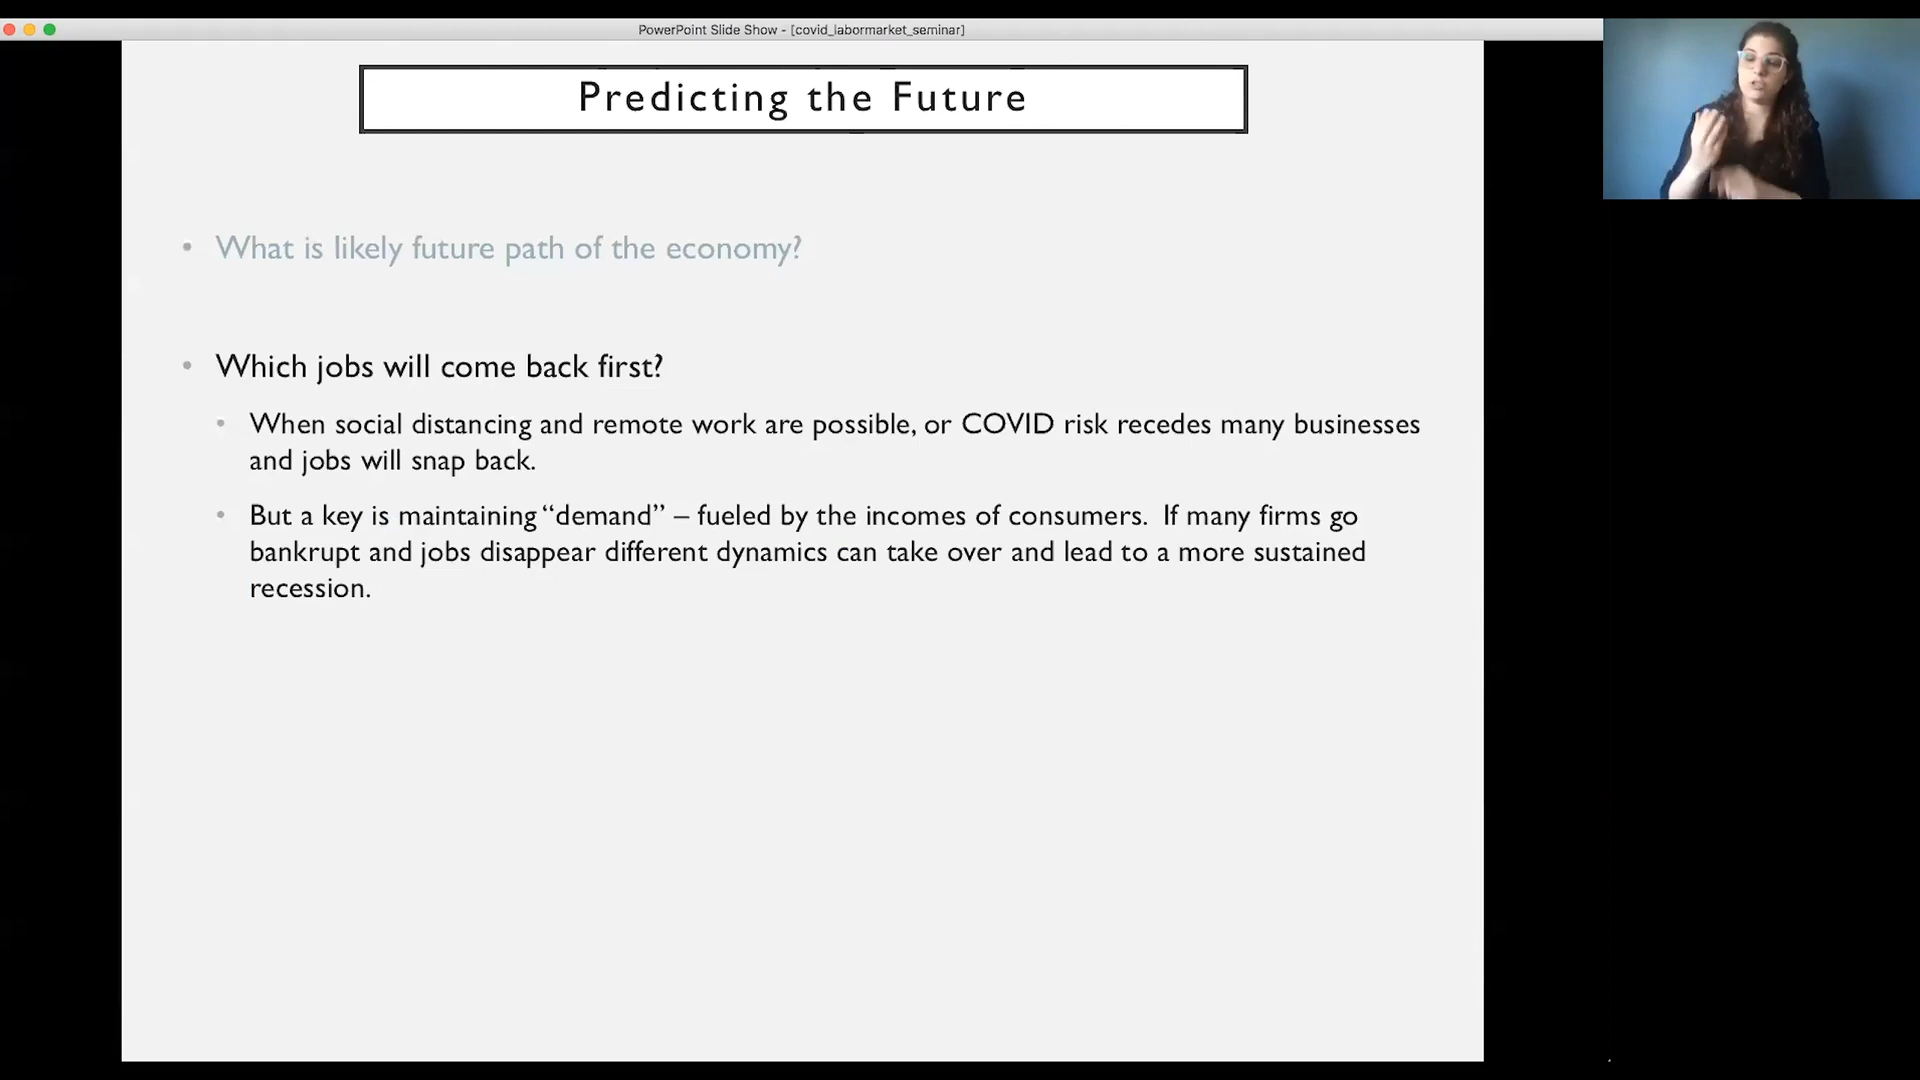 PowerPoint Slide Show - [covid_labormarket_seminar]
Predicting the Future
• What is likely future path of the economy?
• Which jobs will come back first?
• When social distancing and remote work are possible, or COVID risk recedes many businesses
and jobs will snap back.
• But a key is maintaining “demand” – fueled by the incomes of consumers.  If many firms go
bankrupt and jobs disappear different dynamics can take over and lead to a more sustained
recession.